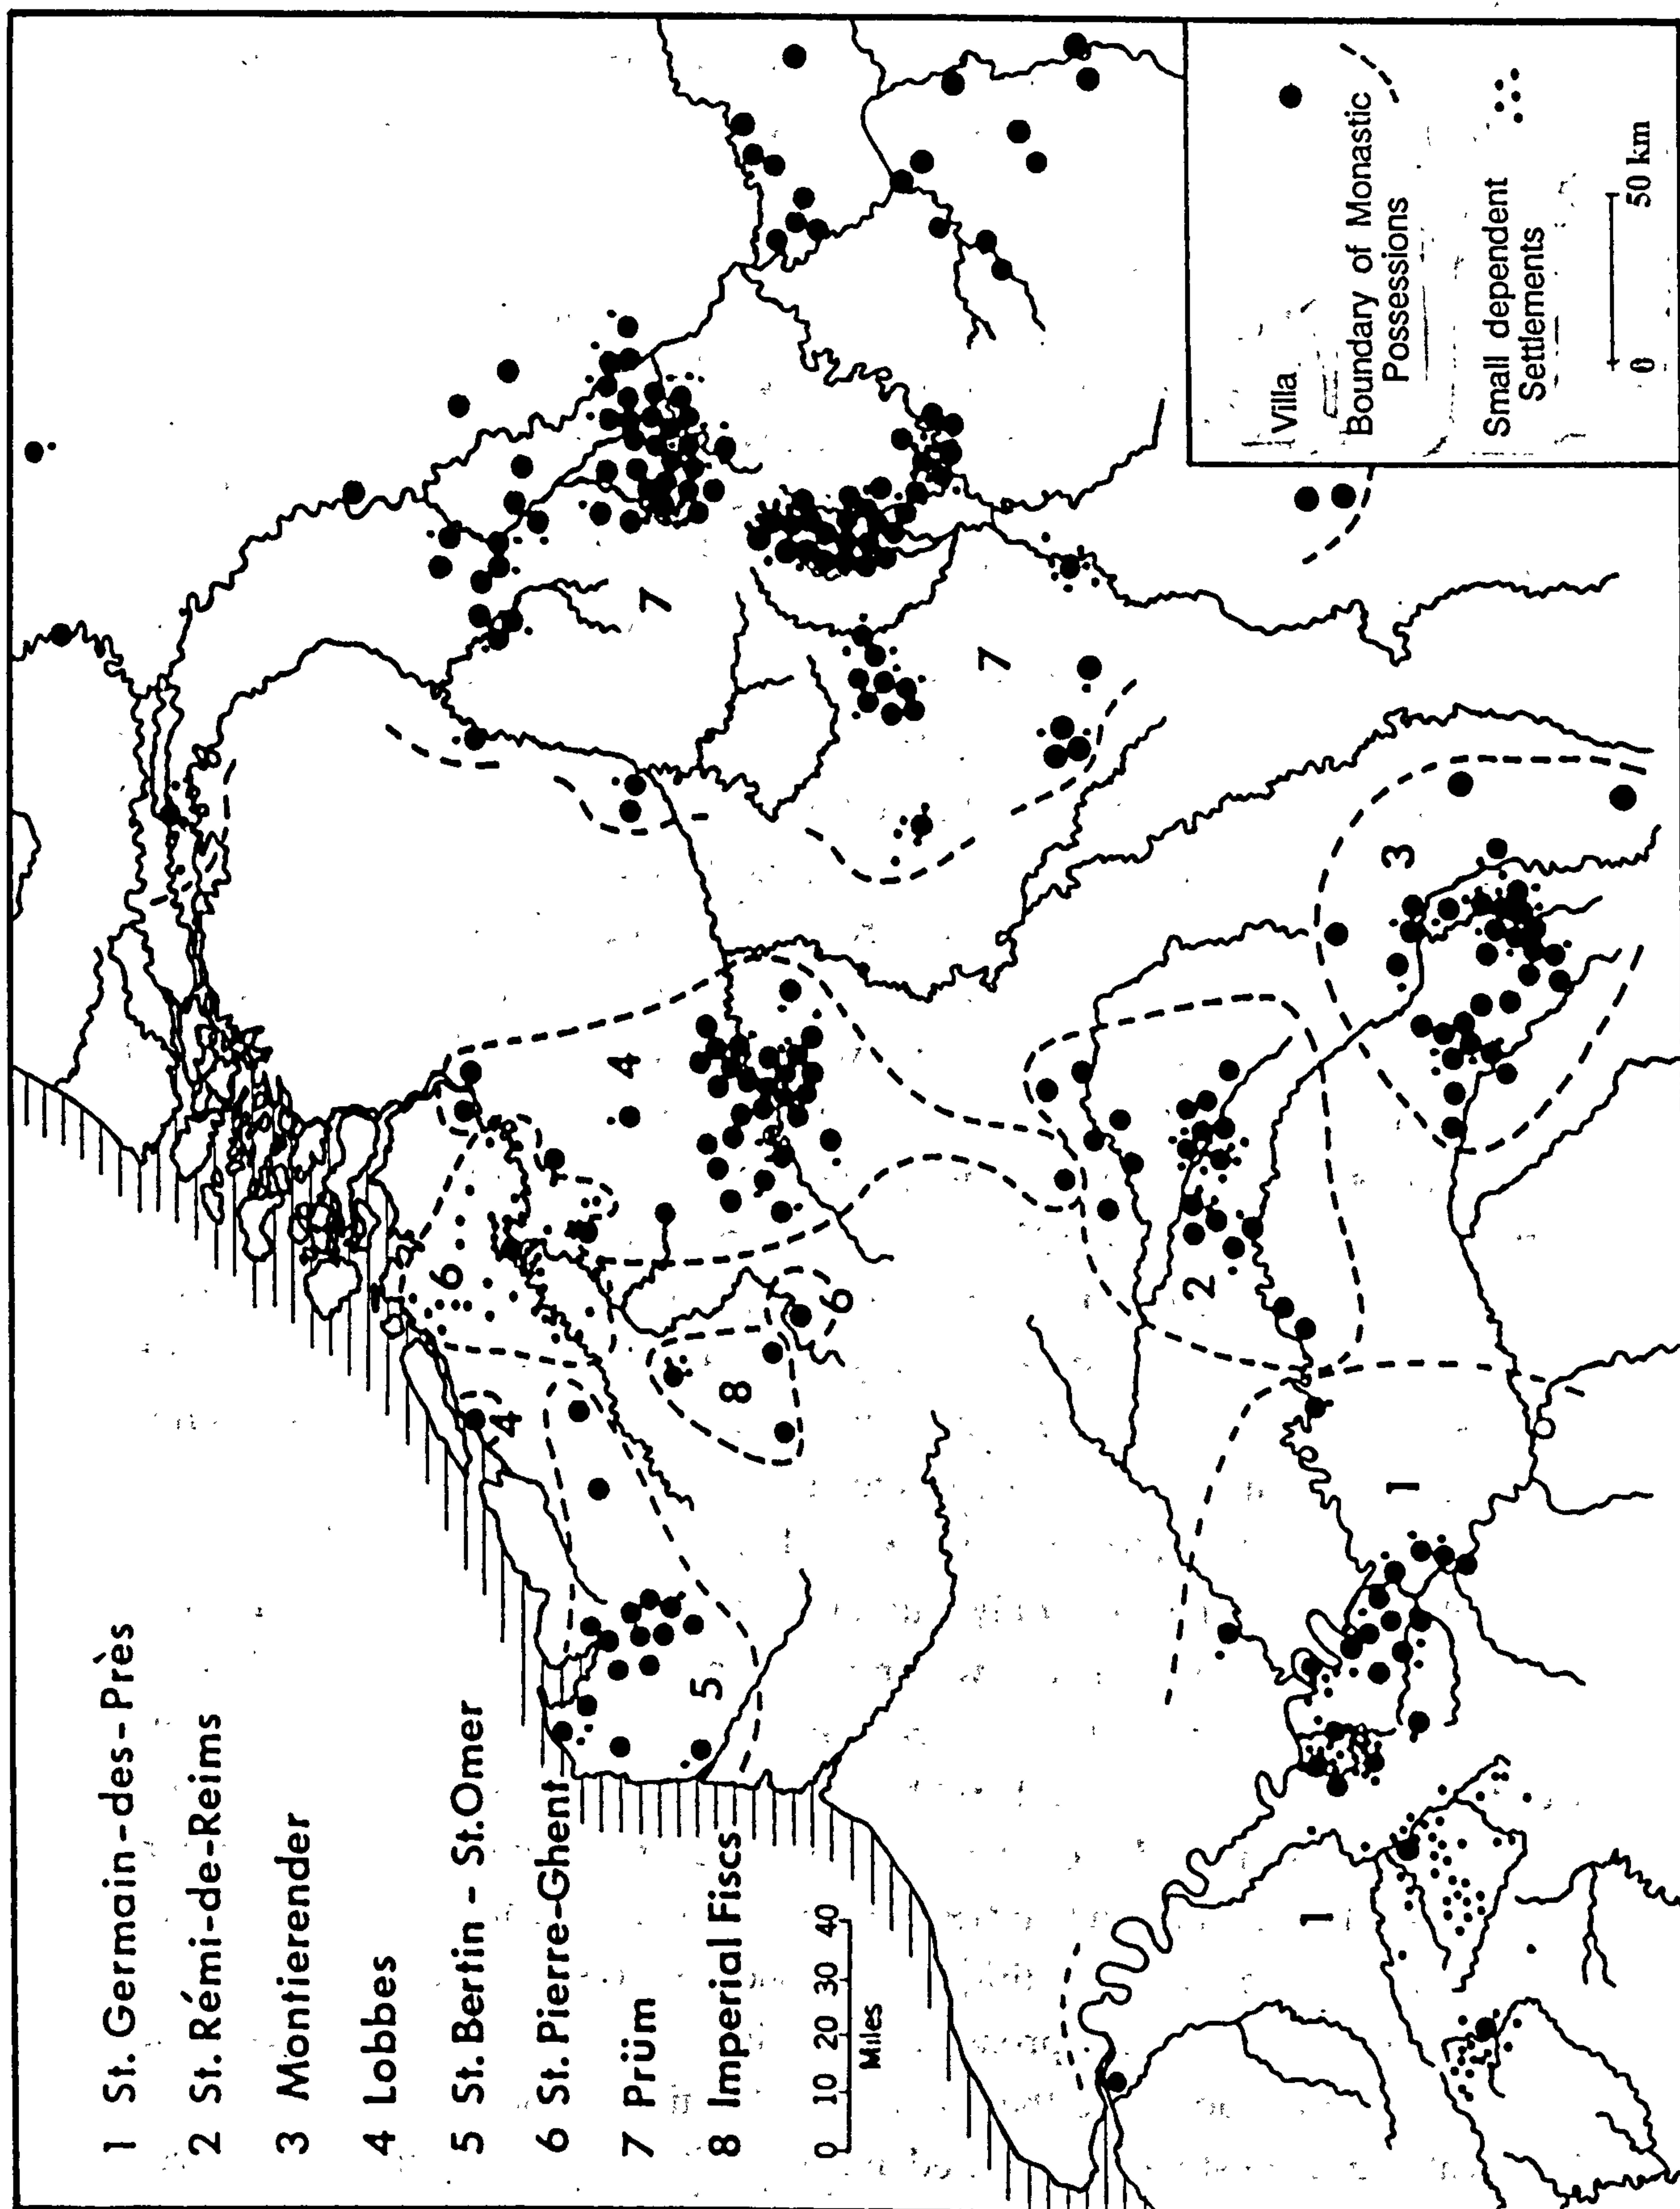 1 St. Germain-des-Près
2 St. Rémi-de-Reims
3 Montierender
4 Lobbes
5 St. Bertin - St. Omer
6 St. Pierre-Ghent
7 Prüm
8 Imperial Fiscs
0 10 20 30 40
Miles
4
6
4
8
6
5
7
7
2
3
1
1
Villa
Boundary of Monastic
Possessions
Small dependent
Settlements
0 50 km